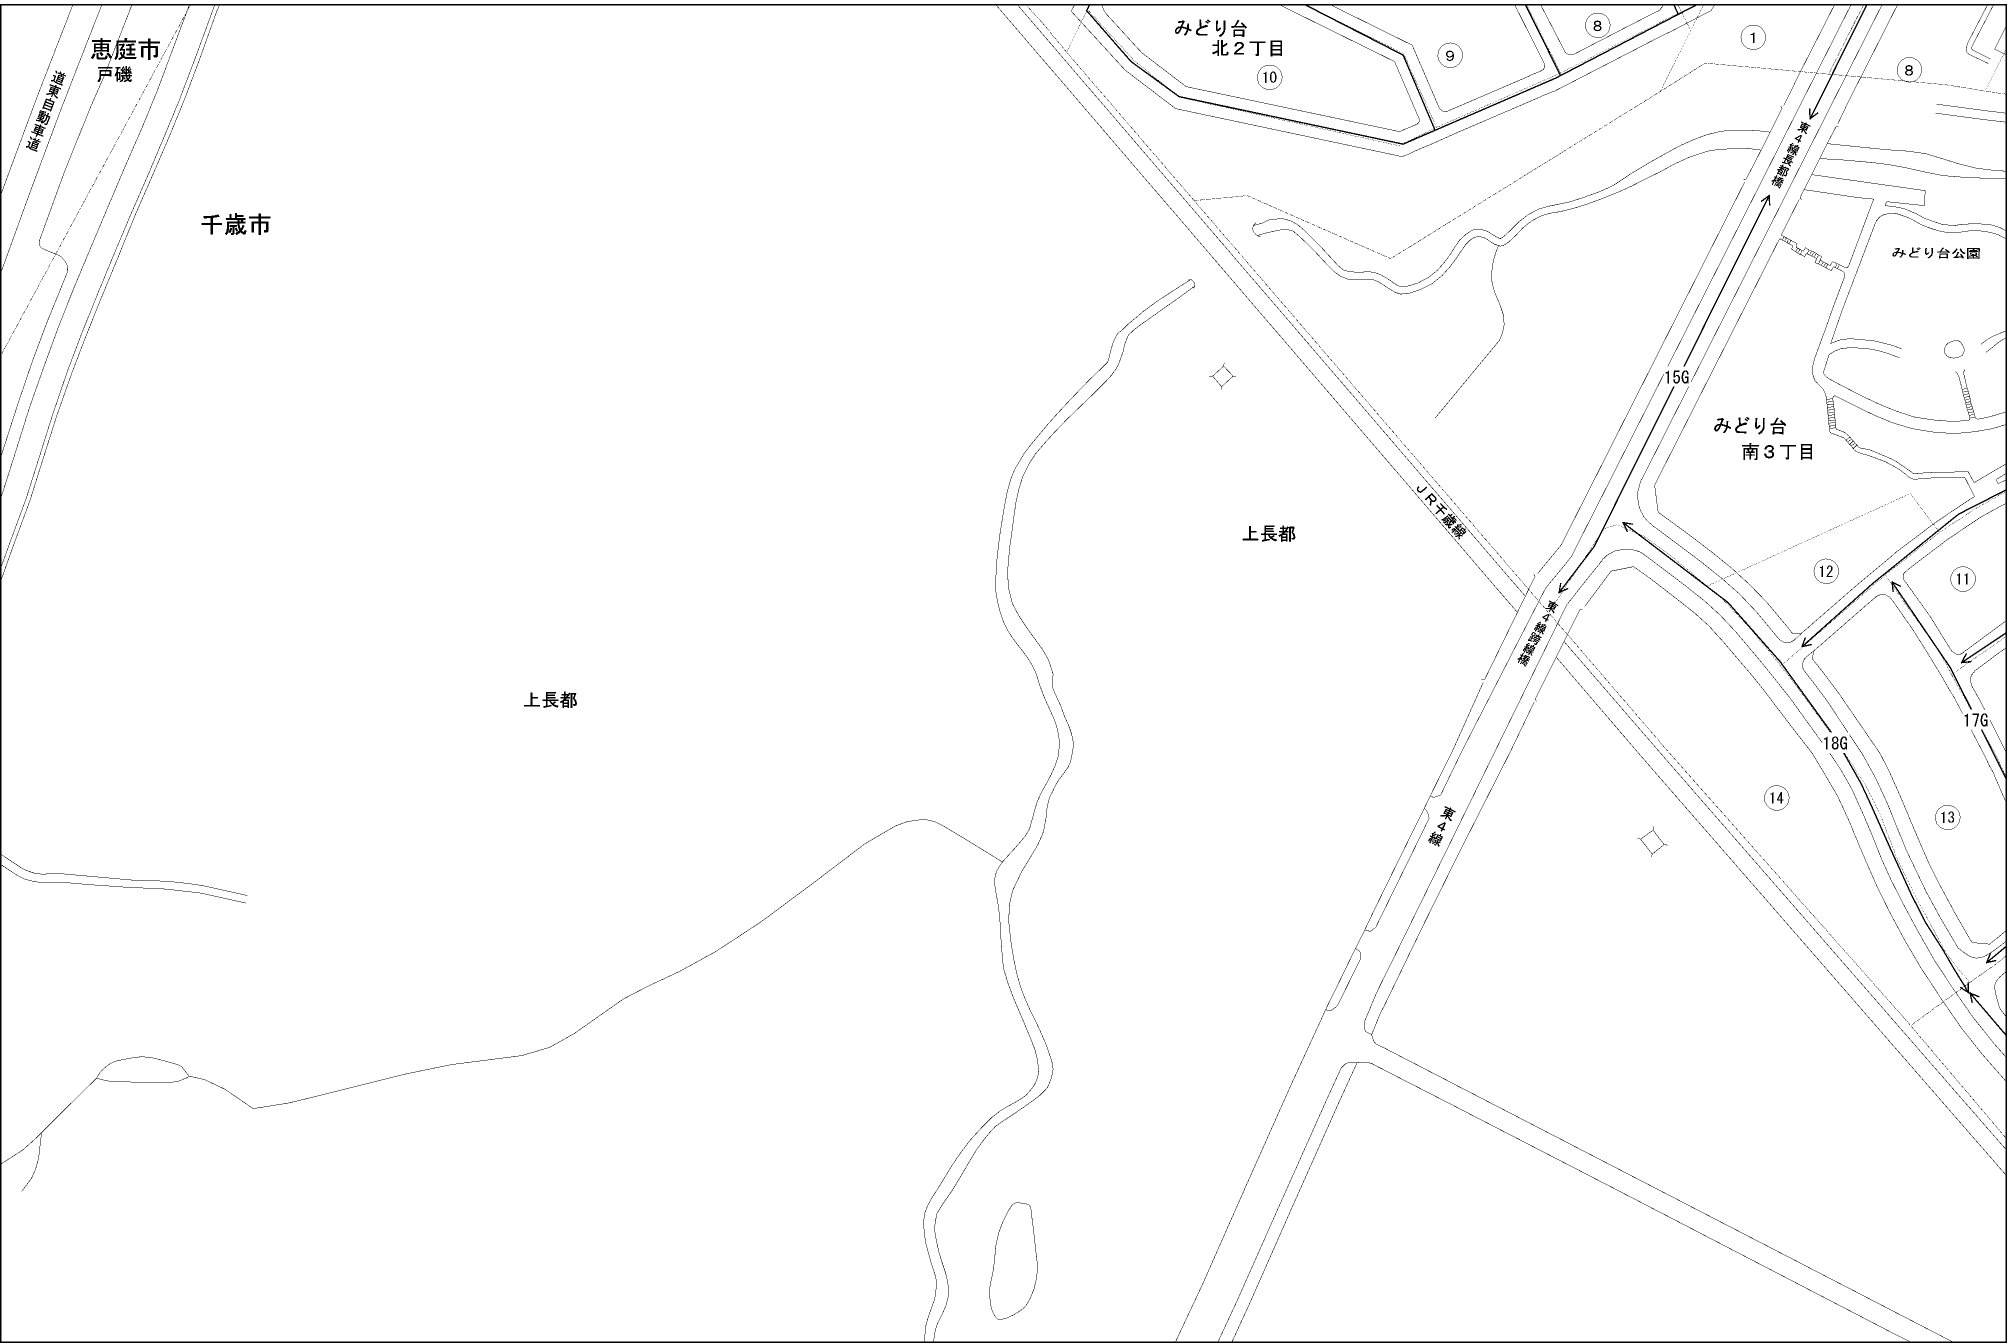 恵庭市
戸磯
道東自動車道
千歳市
みどり台
北2丁目
10
9
8
1
8
東4線長都橋
みどり台公園
15G
みどり台
南3丁目
JR千歳線
上長都
12
11
東4線跨線橋
上長都
17G
18G
14
13
東4線